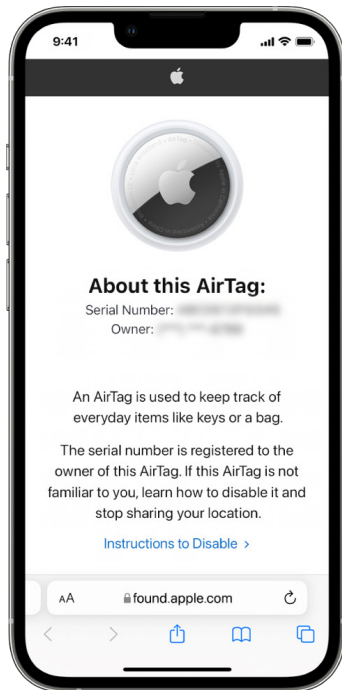 9:41
About this AirTag:
Serial Number:
Owner:
An AirTag is used to keep track of
everyday items like keys or a bag.
The serial number is registered to the
owner of this AirTag. If this AirTag is not
familiar to you, learn how to disable it and
stop sharing your location.
Instructions to Disable >
AA
found.apple.com